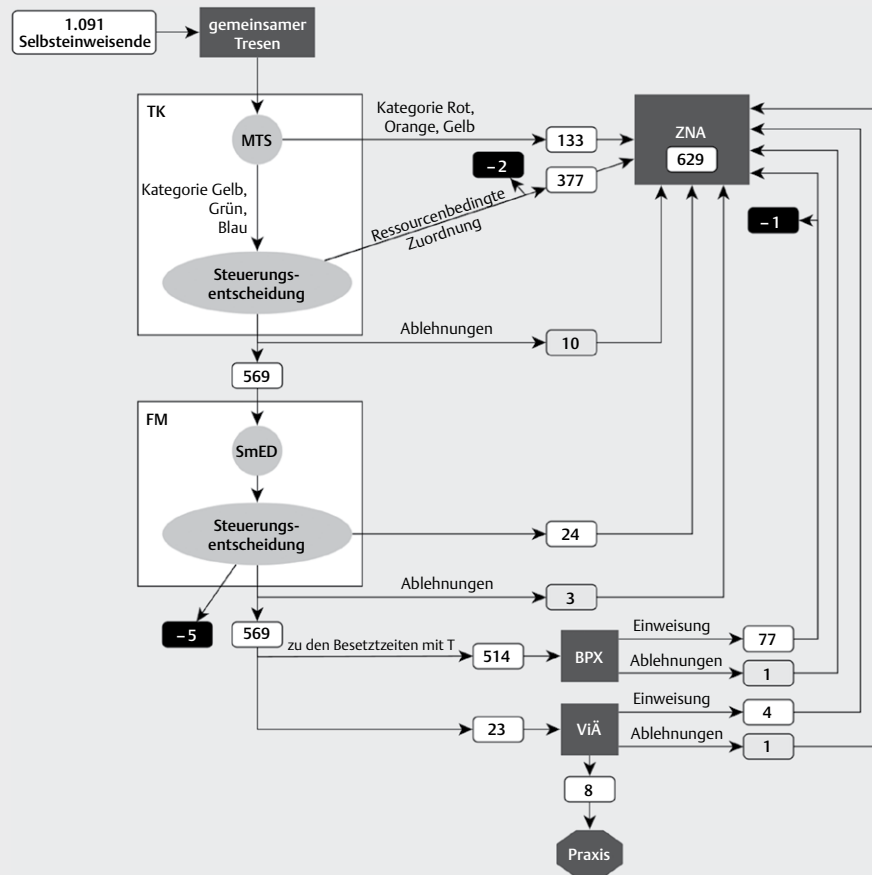 1.091
Selbsteinweisende
gemeinsamer
Tresen
TK
MTS
Kategorie Rot,
Orange, Gelb
133
ZNA
629
– 2
377
Kategorie Gelb,
Grün,
Blau
Ressourcenbedingte
Zuordnung
– 1
Steuerungs-
entscheidung
Ablehnungen
10
569
FM
SmED
Steuerungs-
entscheidung
24
Ablehnungen
3
– 5
569
zu den Besetztzeiten mit T
514
BPX
Einweisung
77
Ablehnungen
1
23
ViÄ
Einweisung
4
Ablehnungen
1
8
Praxis